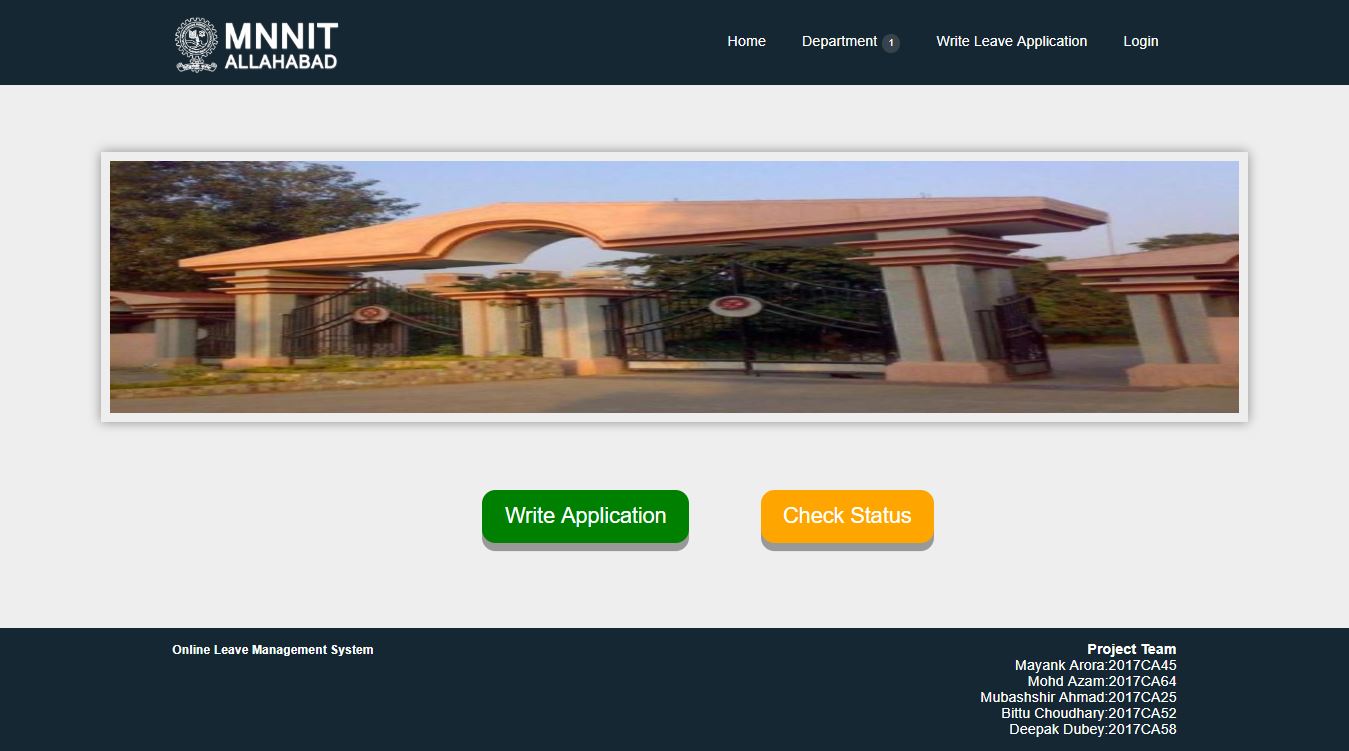 MNNIT
ALLAHABAD
Home
Department 1
Write Leave Application
Login
Write Application
Check Status
Online Leave Management System
Project Team
Mayank Arora:2017CA45
Mohd Azam:2017CA64
Mubashshir Ahmad:2017CA25
Bittu Choudhary:2017CA52
Deepak Dubey:2017CA58